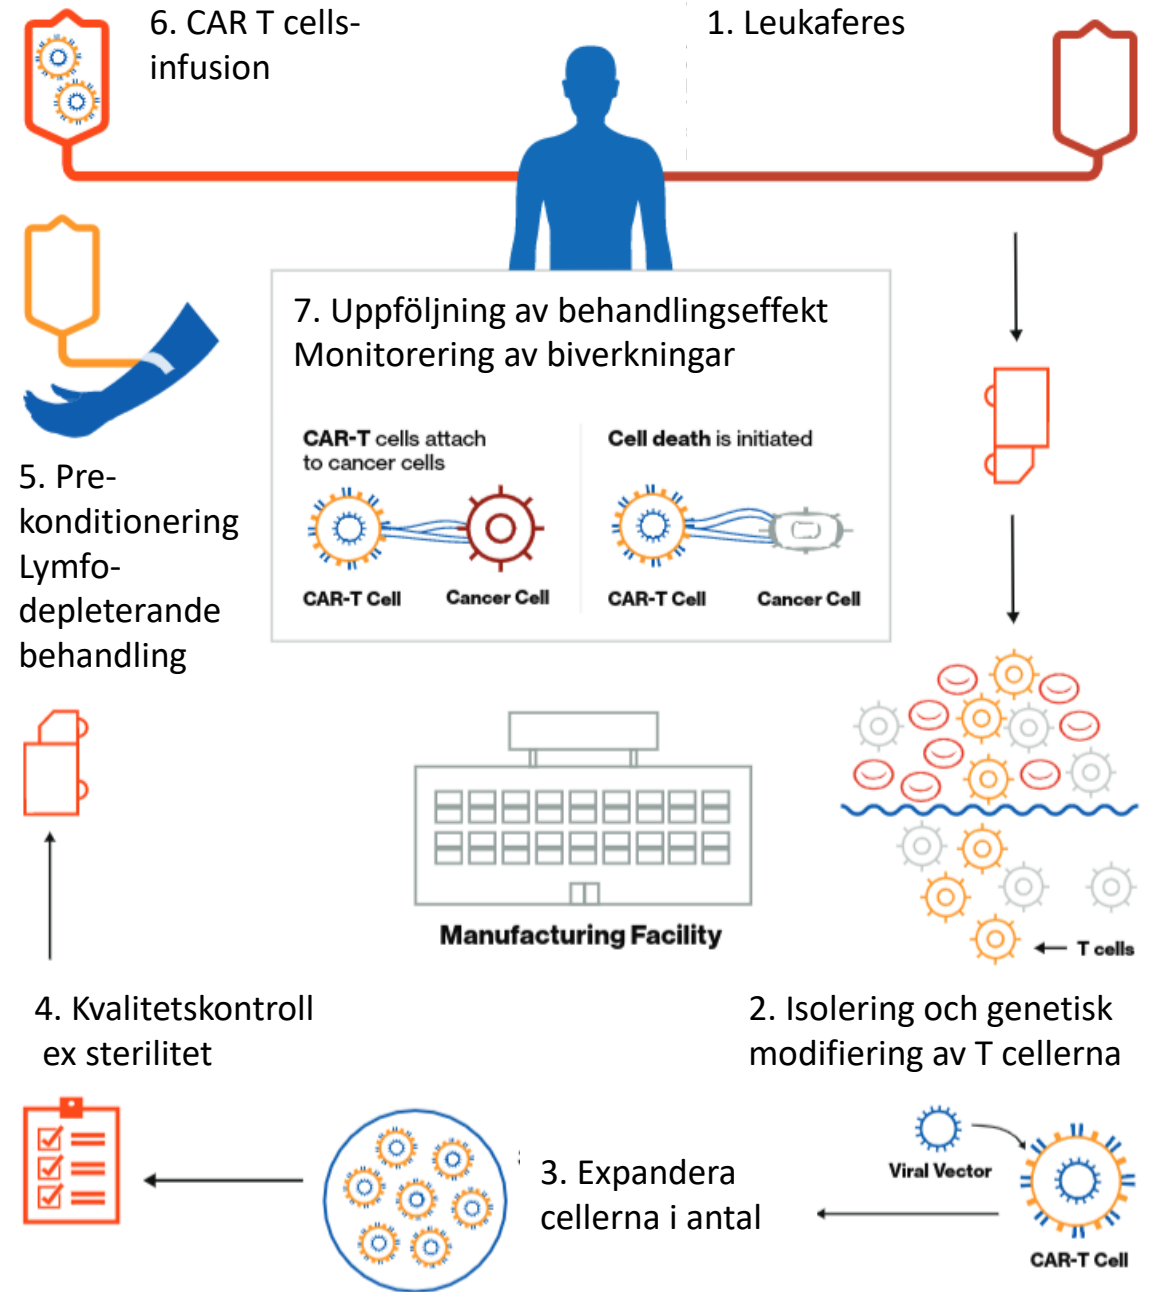 6. CAR T cells-
infusion
1. Leukaferes
7. Uppföljning av behandlingseffekt
Monitorering av biverkningar
CAR-T cells attach
to cancer cells
Cell death is initiated
CAR-T Cell
Cancer Cell
CAR-T Cell
Cancer Cell
5. Pre-
konditionering
Lymfo-
depleterande
behandling
Manufacturing Facility
T cells
4. Kvalitetskontroll
ex sterilitet
2. Isolering och genetisk
modifiering av T cellerna
Viral Vector
CAR-T Cell
3. Expandera
cellerna i antal